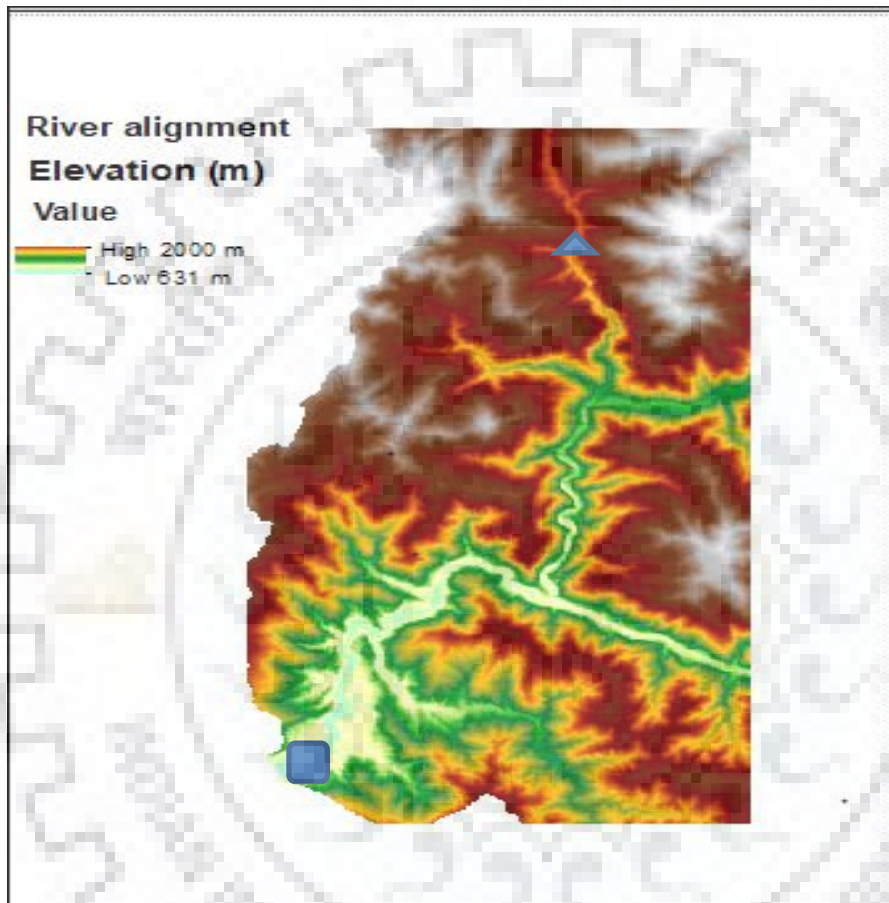 River alignment
Elevation (m)
Value
High 2000 m
Low 631 m